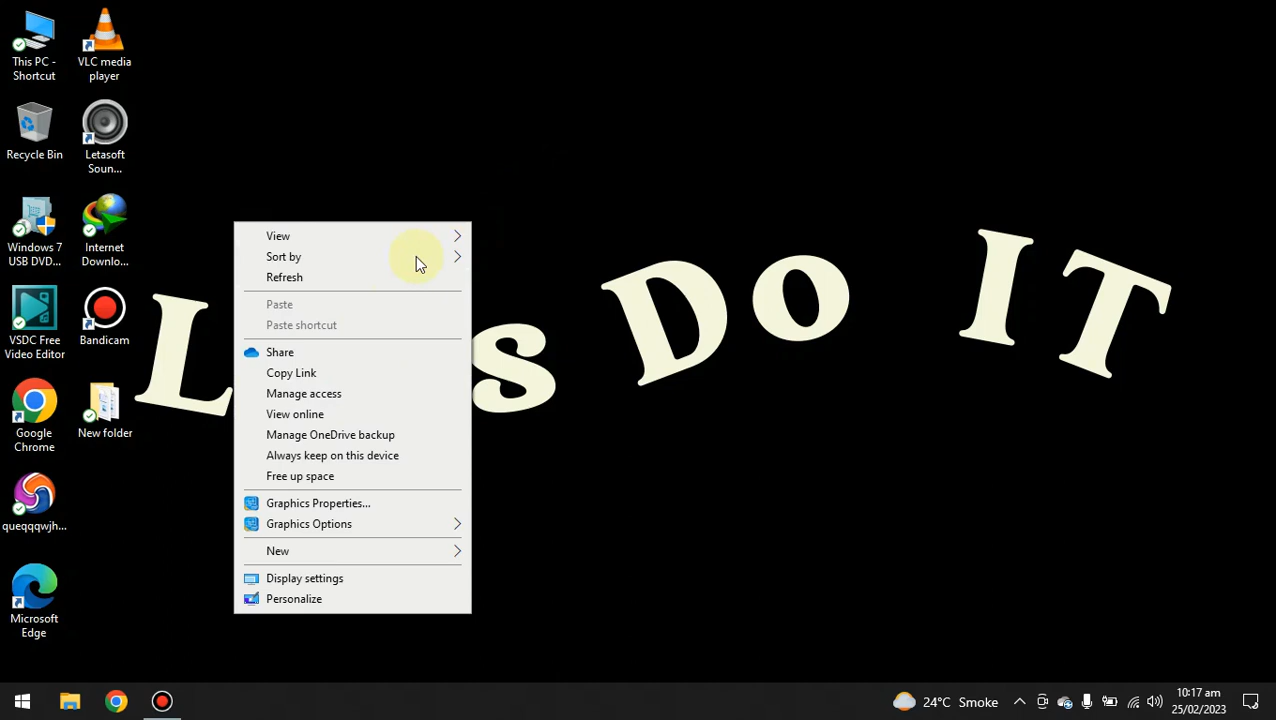 This PC -
Shortcut
VLC media
player
Recycle Bin
Letasoft
Soun...
Windows 7
USB DVD...
Internet
Downlo...
VSDC Free
Video Editor
Bandicam
Google
Chrome
New folder
queqqqwjh...
Microsoft
Edge
View
Sort by
Refresh
Paste
Paste shortcut
Share
Copy Link
Manage access
View online
Manage OneDrive backup
Always keep on this device
Free up space
Graphics Properties...
Graphics Options
New
Display settings
Personalize
L s Do IT
24°C Smoke
10:17 am
25/02/2023